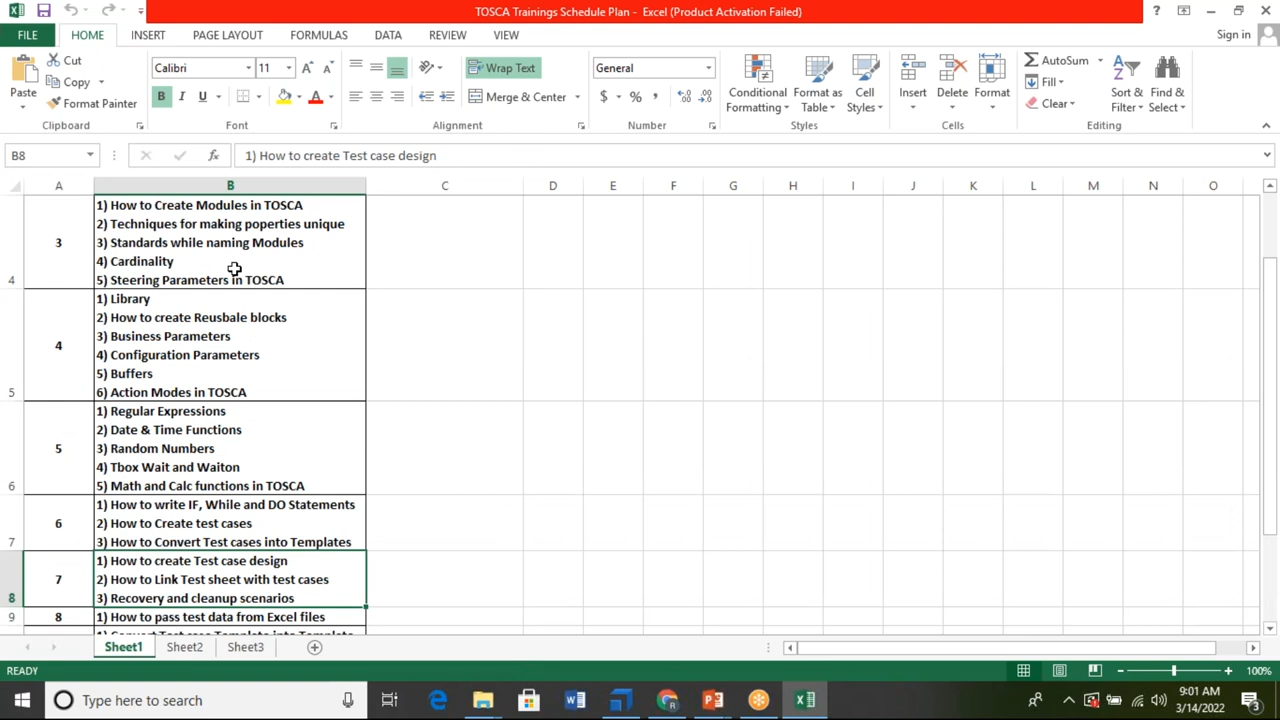 TOSCA Trainings Schedule Plan - Excel (Product Activation Failed)
FILE HOME INSERT PAGE LAYOUT FORMULAS DATA REVIEW VIEW Sign in
Cut
Copy
Format Painter
Paste
Clipboard
Calibri 11
B I U
Font
Wrap Text
Merge & Center
Alignment
General
$ % ,
Number
Conditional Formatting
Format as Table
Cell Styles
Styles
Insert Delete Format
Cells
AutoSum
Fill
Clear
Sort & Filter
Find & Select
Editing
B8 fx 1) How to create Test case design
A B C D E F G H I J K L M N O
4
3
1) How to Create Modules in TOSCA
2) Techniques for making poperties unique
3) Standards while naming Modules
4) Cardinality
5) Steering Parameters in TOSCA
5
4
1) Library
2) How to create Reusbale blocks
3) Business Parameters
4) Configuration Parameters
5) Buffers
6) Action Modes in TOSCA
6
5
1) Regular Expressions
2) Date & Time Functions
3) Random Numbers
4) Tbox Wait and Waiton
5) Math and Calc functions in TOSCA
7
6
1) How to write IF, While and DO Statements
2) How to Create test cases
3) How to Convert Test cases into Templates
8
7
1) How to create Test case design
2) How to Link Test sheet with test cases
3) Recovery and cleanup scenarios
9
8
1) How to pass test data from Excel files
1) Convert Test case Template into Template
Sheet1 Sheet2 Sheet3
READY 100%
Type here to search
9:01 AM
3/14/2022
3